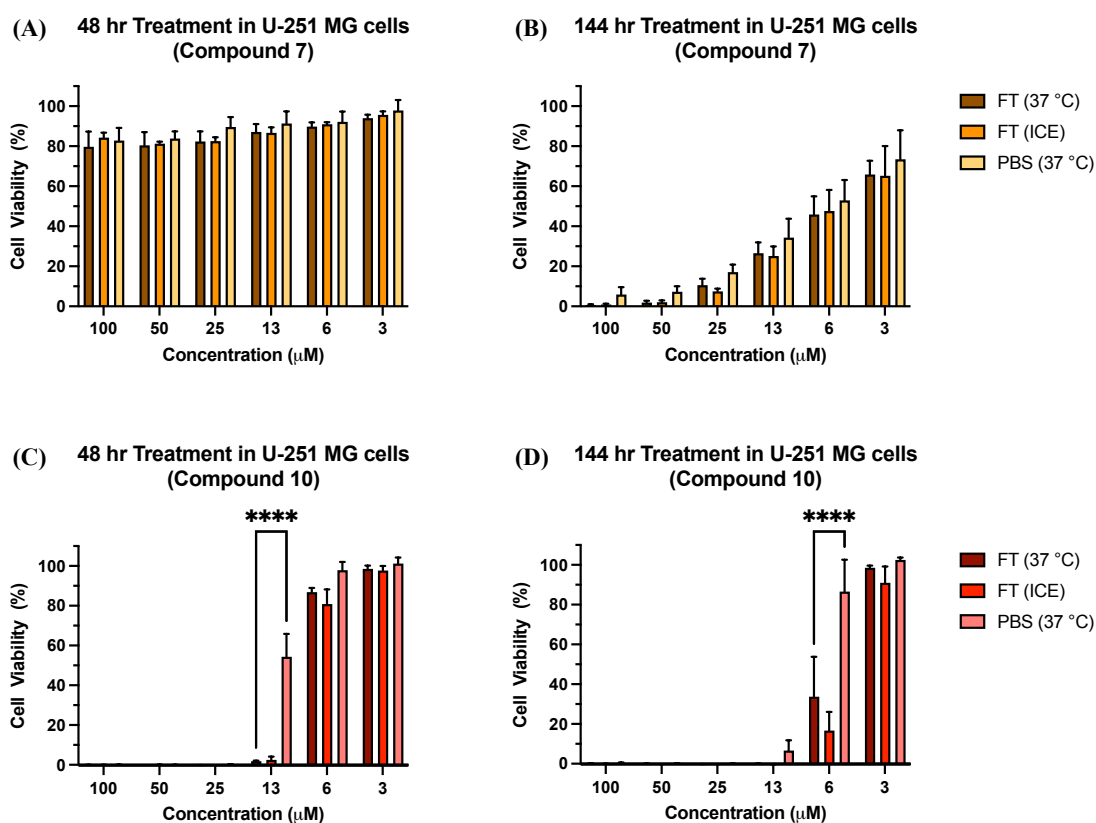 (A) 48 hr Treatment in U-251 MG cells
(Compound 7)
Cell Viability (%)
100
80
60
40
20
0
100 50 25 13 6 3
Concentration (μM)
(B) 144 hr Treatment in U-251 MG cells
(Compound 7)
Cell Viability (%)
100
80
60
40
20
0
100 50 25 13 6 3
Concentration (μM)
FT (37 °C)
FT (ICE)
PBS (37 °C)
(C) 48 hr Treatment in U-251 MG cells
(Compound 10)
****
Cell Viability (%)
100
80
60
40
20
0
100 50 25 13 6 3
Concentration (μM)
(D) 144 hr Treatment in U-251 MG cells
(Compound 10)
****
Cell Viability (%)
100
80
60
40
20
0
100 50 25 13 6 3
Concentration (μM)
FT (37 °C)
FT (ICE)
PBS (37 °C)